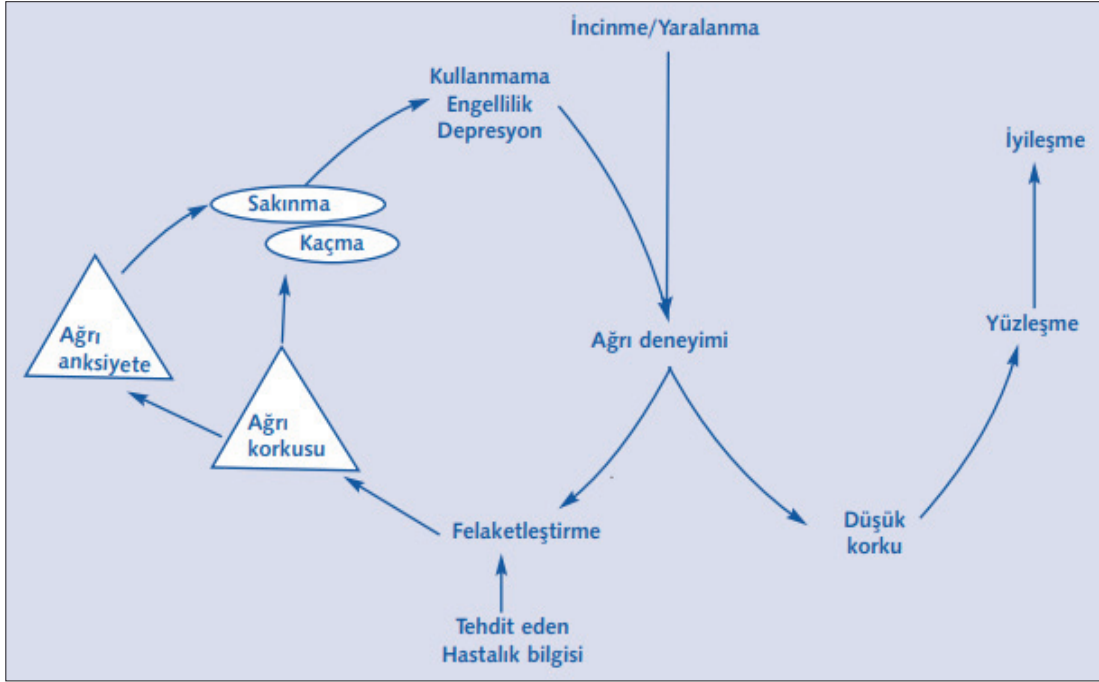 İncinme/Yaralanma
Kullanmama
Engellilik
Depresyon
İyileşme
Sakınma
Kaçma
Ağrı
anksiyete
Ağrı deneyimi
Yüzleşme
Ağrı
korkusu
Felaketleştirme
Düşük
korku
Tehdit eden
Hastalık bilgisi